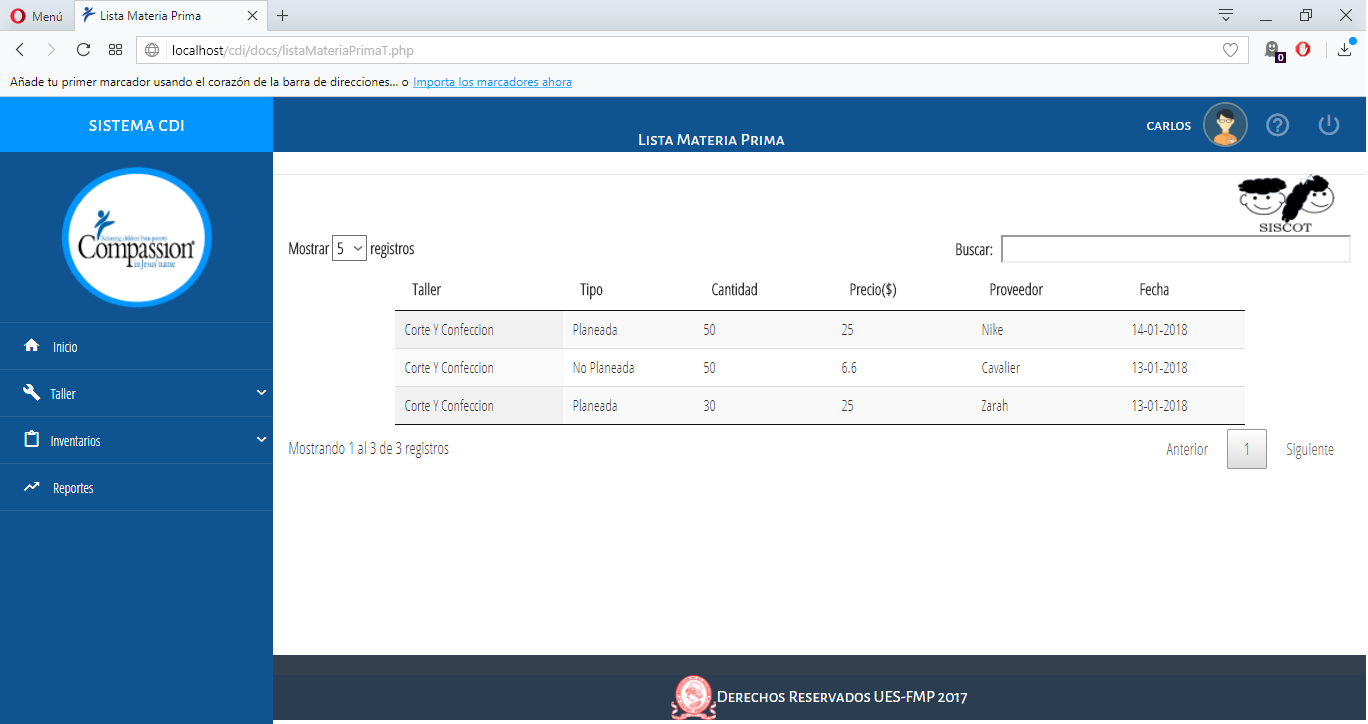 Menú
Lista Materia Prima
localhost/cdi/docs/listaMateriaPrimaT.php
0
Añade tu primer marcador usando el corazón de la barra de direcciones... o Importa los marcadores ahora
SISTEMA CDI
CARLOS
Lista Materia Prima
Releasing children from poverty
Compassion®
in Jesus' name
SISCOT
Mostrar 5 registros
Buscar:
Taller Tipo Cantidad Precio($) Proveedor Fecha
Corte Y Confeccion Planeada 50 25 Nike 14-01-2018
Corte Y Confeccion No Planeada 50 6.6 Cavalier 13-01-2018
Corte Y Confeccion Planeada 30 25 Zarah 13-01-2018
Mostrando 1 al 3 de 3 registros
Anterior 1 Siguiente
Inicio
Taller
Inventarios
Reportes
Derechos Reservados UES-FMP 2017